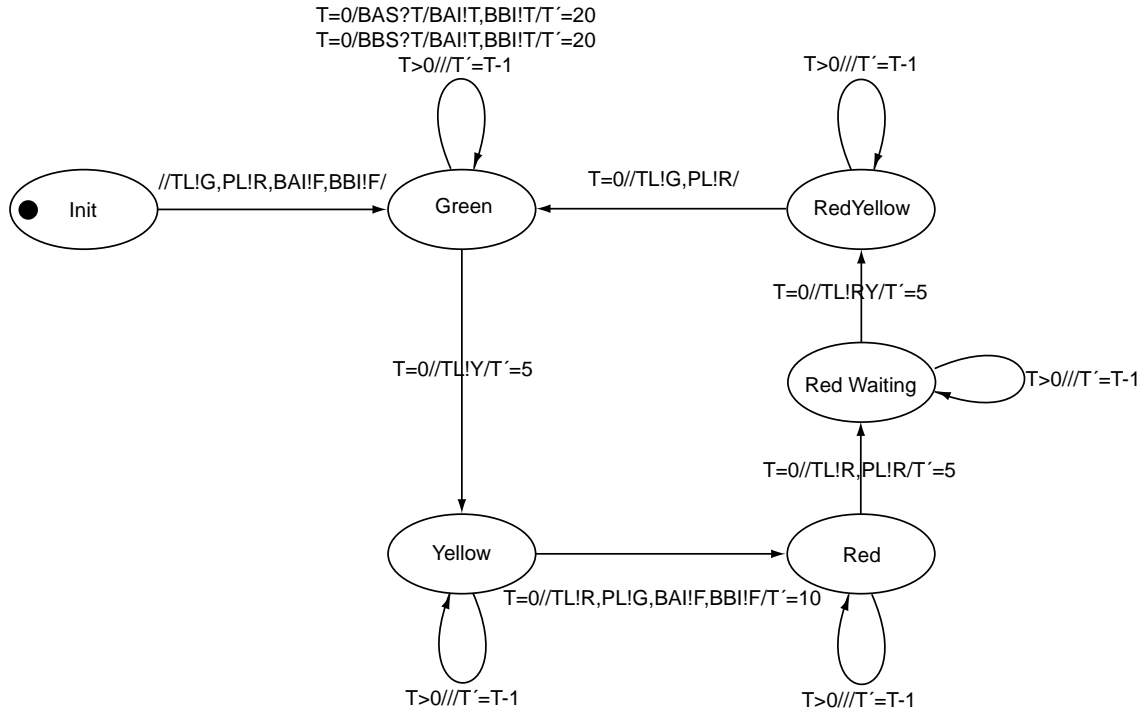 T=0/BAS?T/BAI!T,BBI!T/T´=20
T=0/BBS?T/BAI!T,BBI!T/T´=20
T>0///T´=T-1
T>0///T´=T-1
//TL!G,PL!R,BAI!F,BBI!F/
T=0//TL!G,PL!R/
Init
Green
RedYellow
T=0//TL!RY/T´=5
T=0//TL!Y/T´=5
Red Waiting
T>0///T´=T-1
T=0//TL!R,PL!R/T´=5
Yellow
Red
T=0//TL!R,PL!G,BAI!F,BBI!F/T´=10
T>0///T´=T-1
T>0///T´=T-1